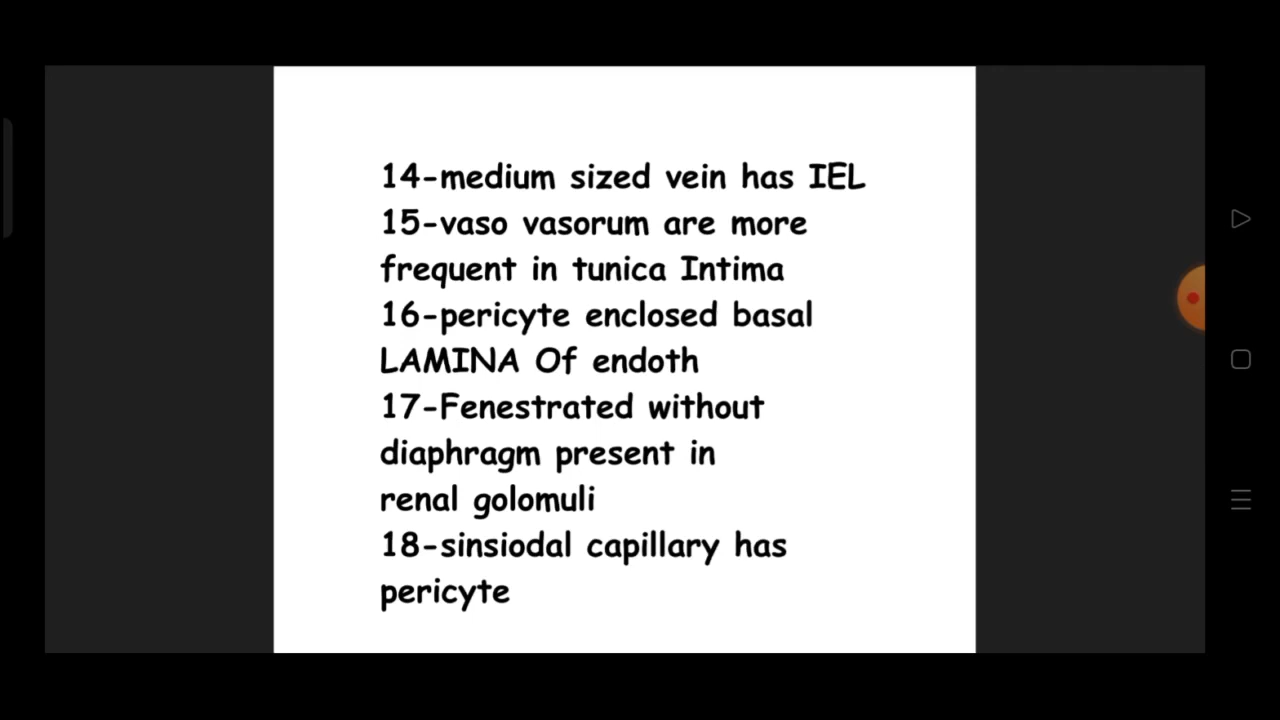 14-medium sized vein has IEL
15-vaso vasorum are more
frequent in tunica Intima
16-pericyte enclosed basal
LAMINA Of endoth
17-Fenestrated without
diaphragm present in
renal golomuli
18-sinsiodal capillary has
pericyte